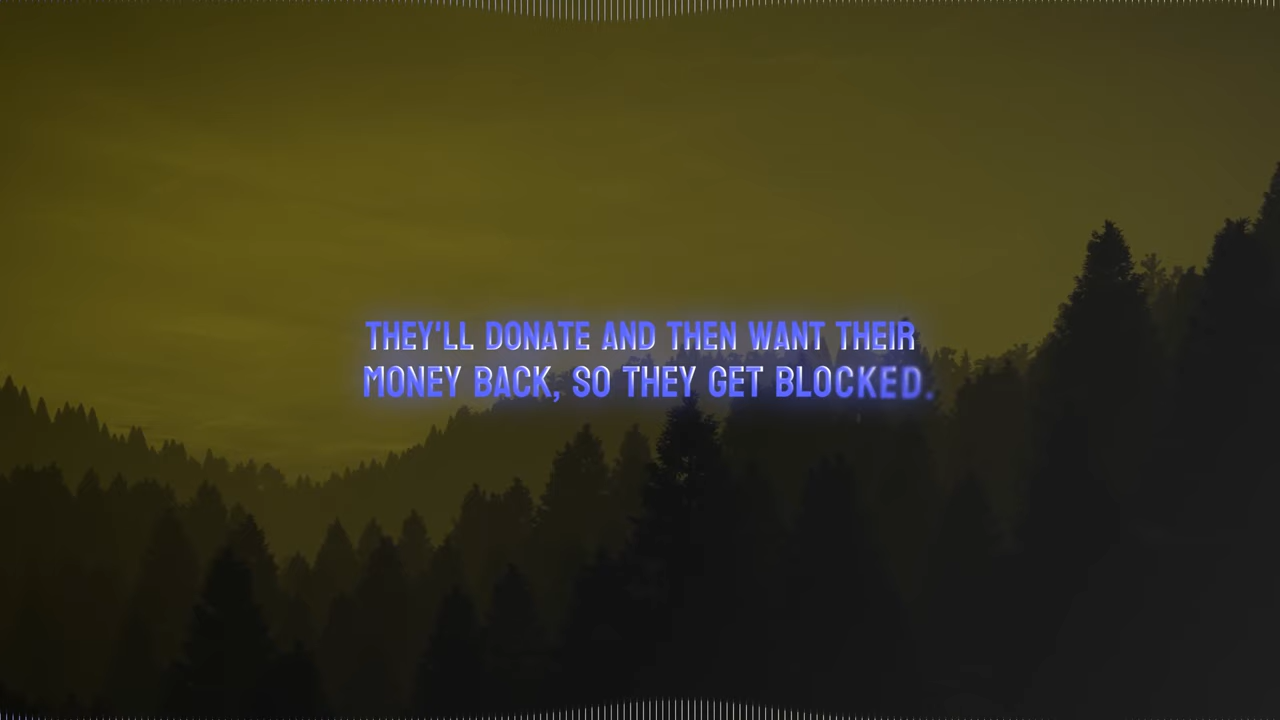 THEY'LL DONATE AND THEN WANT THEIR
MONEY BACK, SO THEY GET BLOCKED.